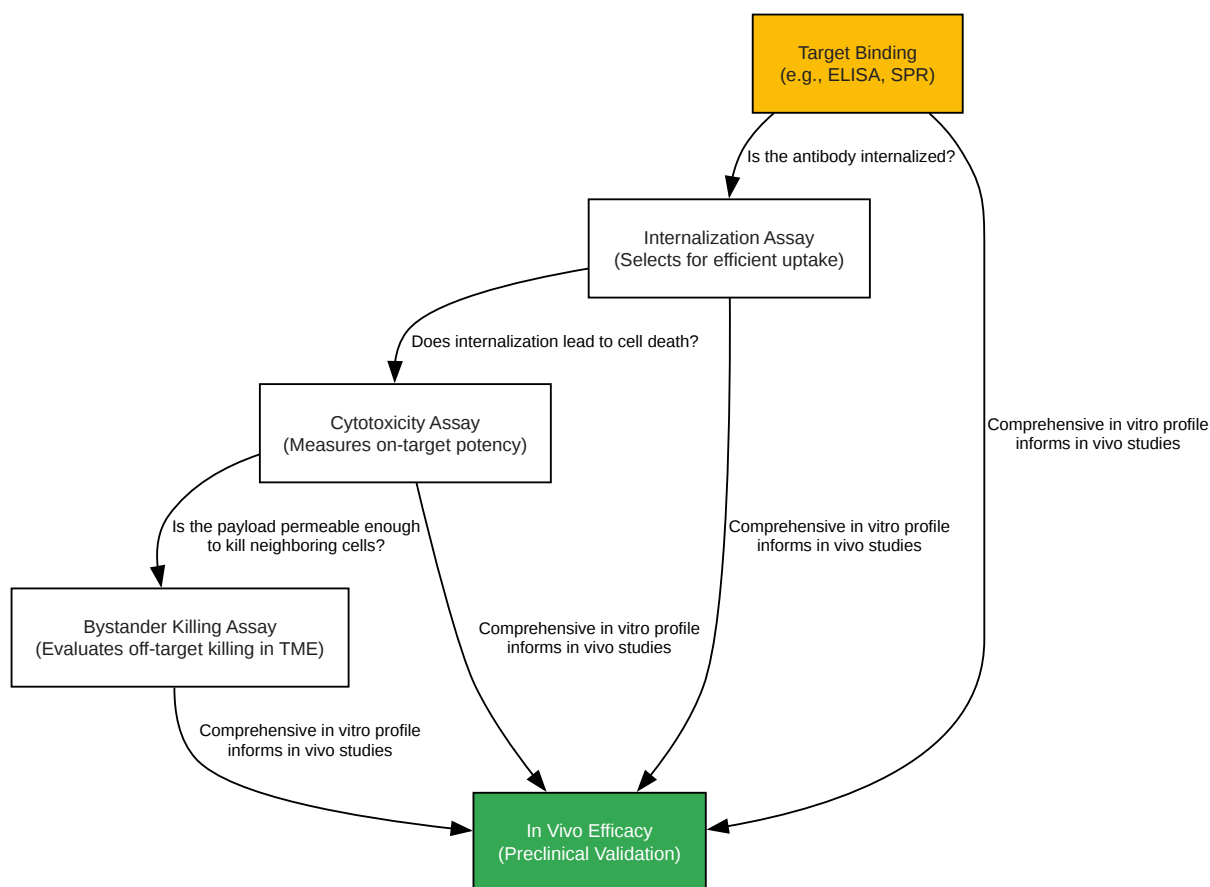 Target Binding
(e.g., ELISA, SPR)
Is the antibody internalized?
Internalization Assay
(Selects for efficient uptake)
Does internalization lead to cell death?
Cytotoxicity Assay
(Measures on-target potency)
Comprehensive in vitro profile
informs in vivo studies
Is the payload permeable enough
to kill neighboring cells?
Comprehensive in vitro profile
informs in vivo studies
Bystander Killing Assay
(Evaluates off-target killing in TME)
Comprehensive in vitro profile
informs in vivo studies
Comprehensive in vitro profile
informs in vivo studies
In Vivo Efficacy
(Preclinical Validation)